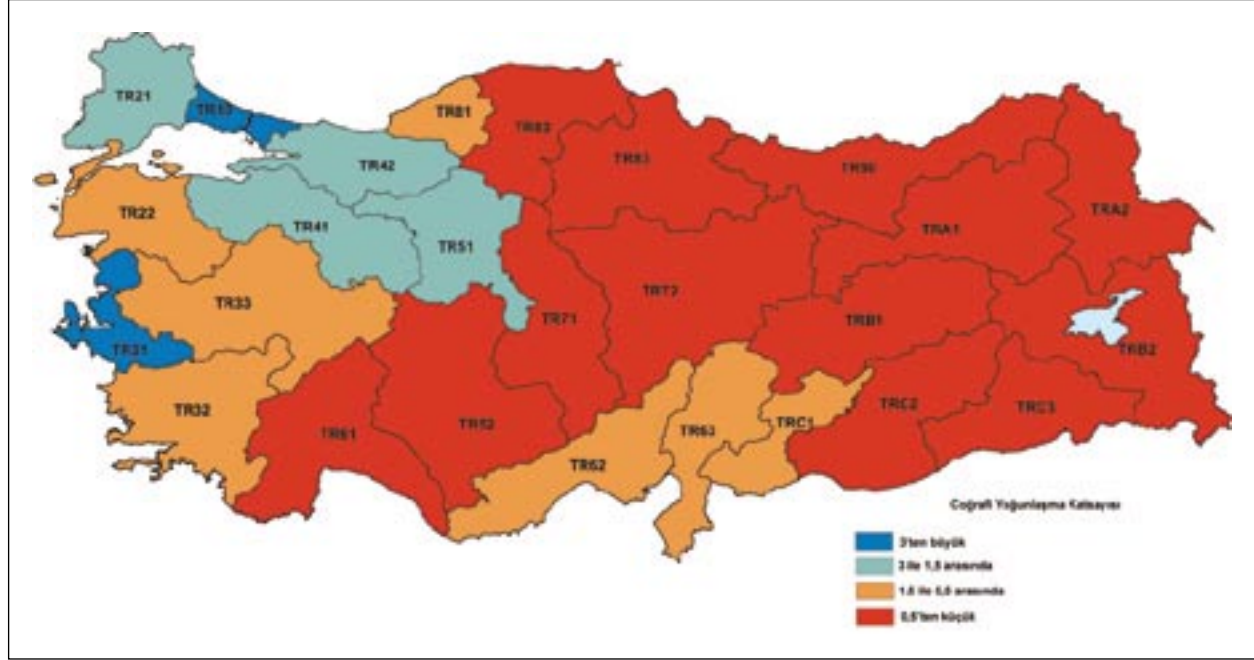 TR21
TR10
TR81
TR82
TR42
TR83
TR90
TRA2
TR22
TR41
TR51
TRA1
TR33
TR72
TR71
TRB1
TR31
TRB2
TR32
TR61
TR52
TRC2
TRC3
TRC1
TR63
TR62
Coğrafi Yoğunlaşma Katsayısı
3'ten büyük
3 ile 1,5 arasında
1.5 ile 0,5 arasında
0,5'ten küçük